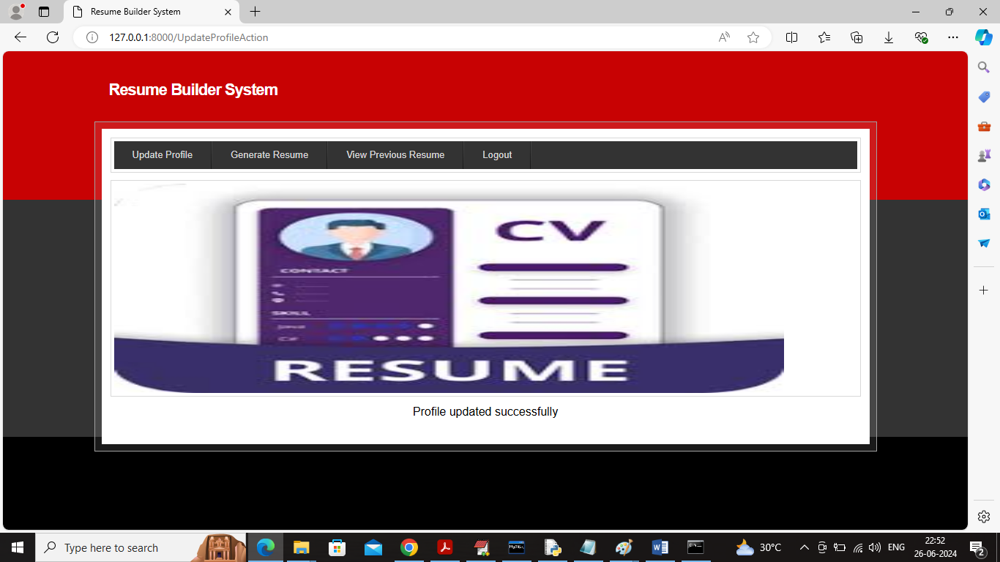 Resume Builder System
127.0.0.1:8000/UpdateProfileAction
Resume Builder System
Update Profile
Generate Resume
View Previous Resume
Logout
CV
CONTACT
SKILL
RESUME
Profile updated successfully
Type here to search
30°C
ENG
22:52
26-06-2024
2